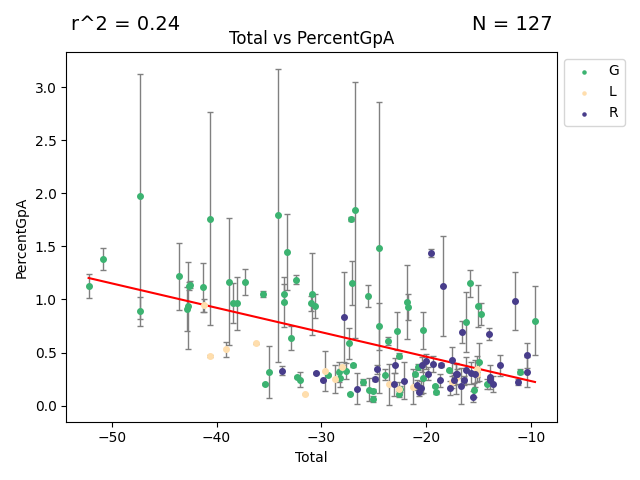 r^2 = 0.24
N = 127
Total vs PercentGpA
G
L
R
3.0
2.5
2.0
1.5
1.0
0.5
0.0
PercentGpA
−50
−40
−30
−20
−10
Total